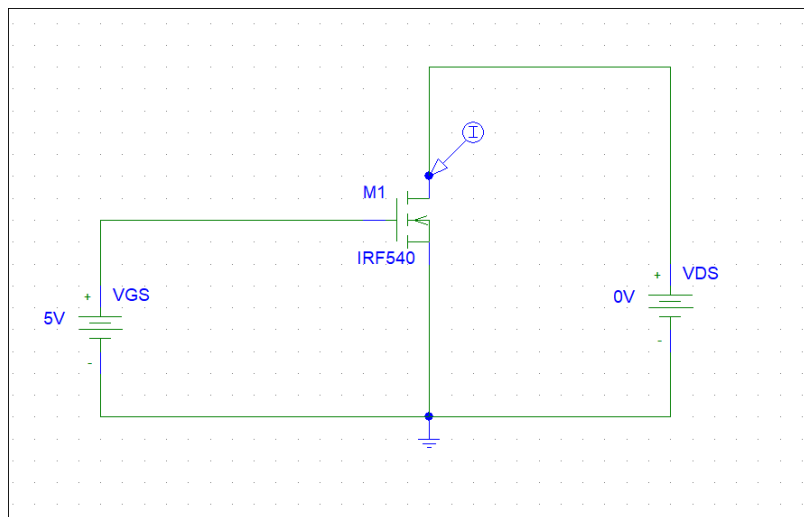 I
M1
IRF540
+ VGS
5V
-
+ VDS
0V
-